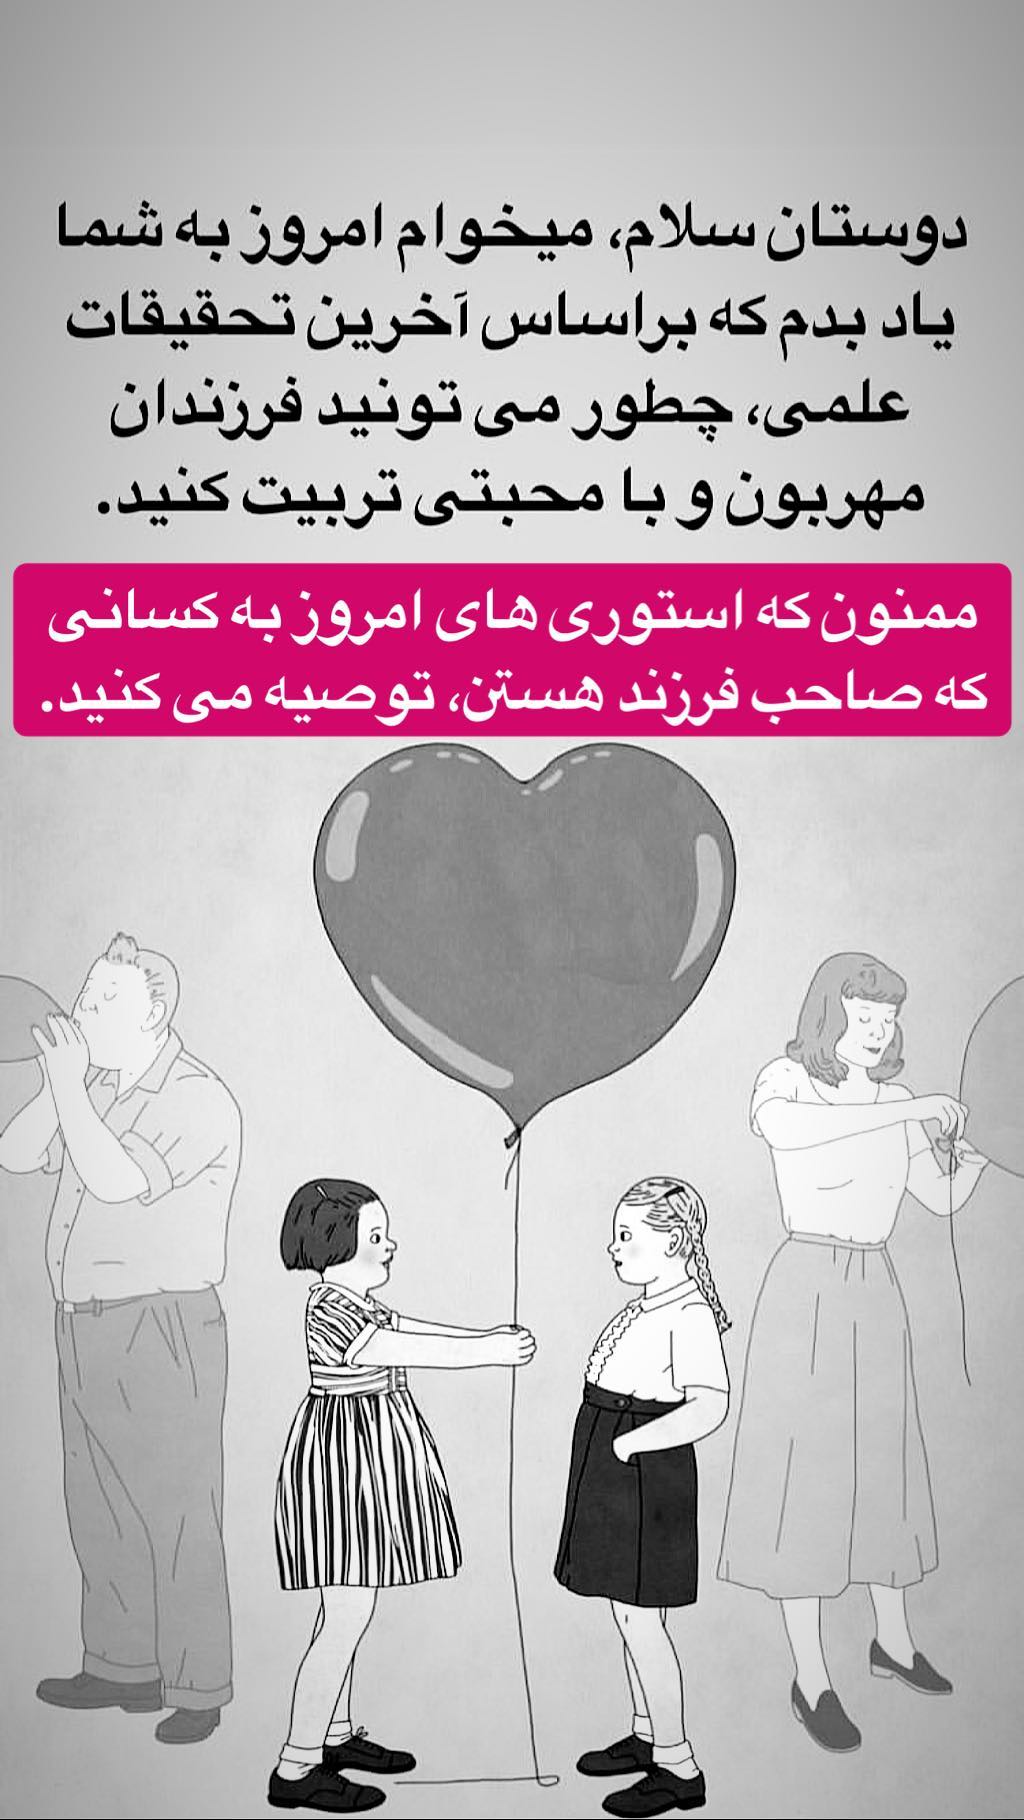 دوستان سلام، میخوام امروز به شما
یاد بدم که براساس آخرین تحقیقات
علمی، چطور می تونید فرزندان
مهربون و با محبتی تربیت کنید.
ممنون که استوری های امروز به کسانی
که صاحب فرزند هستن، توصیه می کنید.